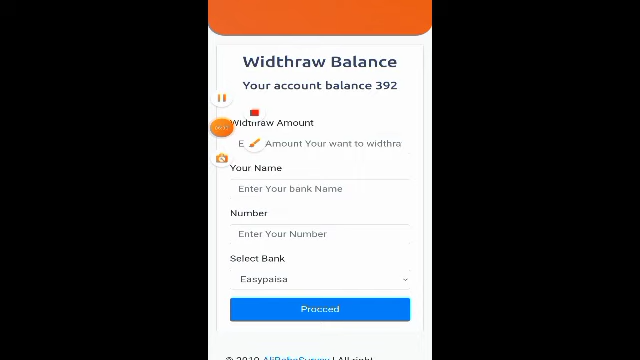 Widthraw Balance
Your account balance 392
Widthraw Amount
E Amount Your want to widthra
Your Name
Enter Your bank Name
Number
Enter Your Number
Select Bank
Easypaisa
Procced